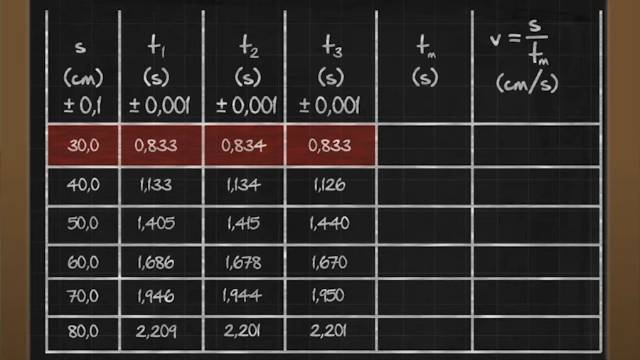 s t₁ t₂ t₃ tₘ v = s/tₘ
(cm) (s) (s) (s) (s) (cm/s)
± 0,1 ± 0,001 ± 0,001 ± 0,001
30,0 0,833 0,834 0,833
40,0 1,133 1,134 1,126
50,0 1,405 1,415 1,440
60,0 1,686 1,678 1,670
70,0 1,946 1,944 1,950
80,0 2,209 2,201 2,201